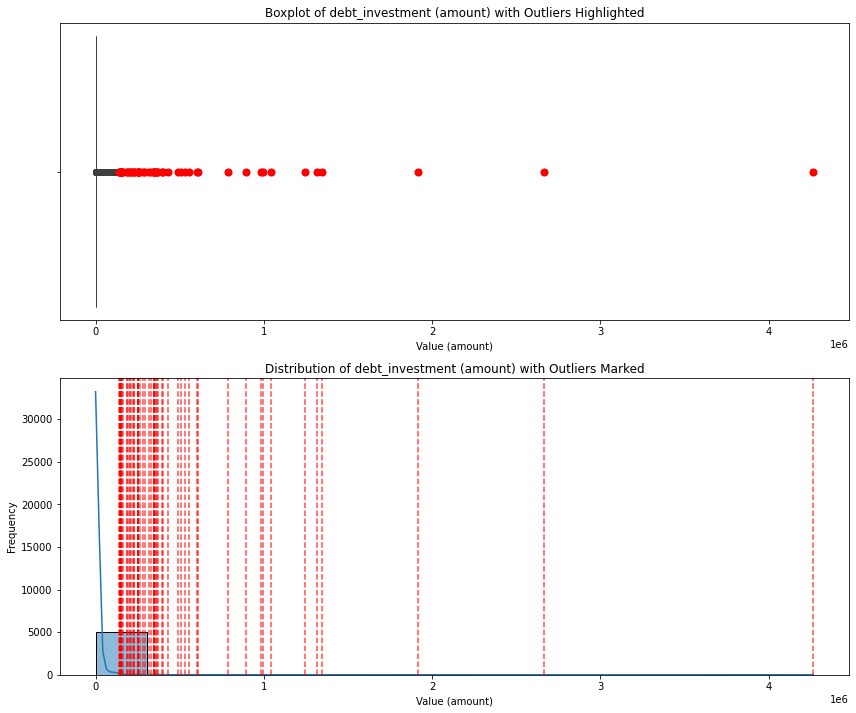 Boxplot of debt_investment (amount) with Outliers Highlighted
0 1 2 3 4
1e6
Value (amount)
Distribution of debt_investment (amount) with Outliers Marked
Frequency
30000
25000
20000
15000
10000
5000
0
0 1 2 3 4
1e6
Value (amount)